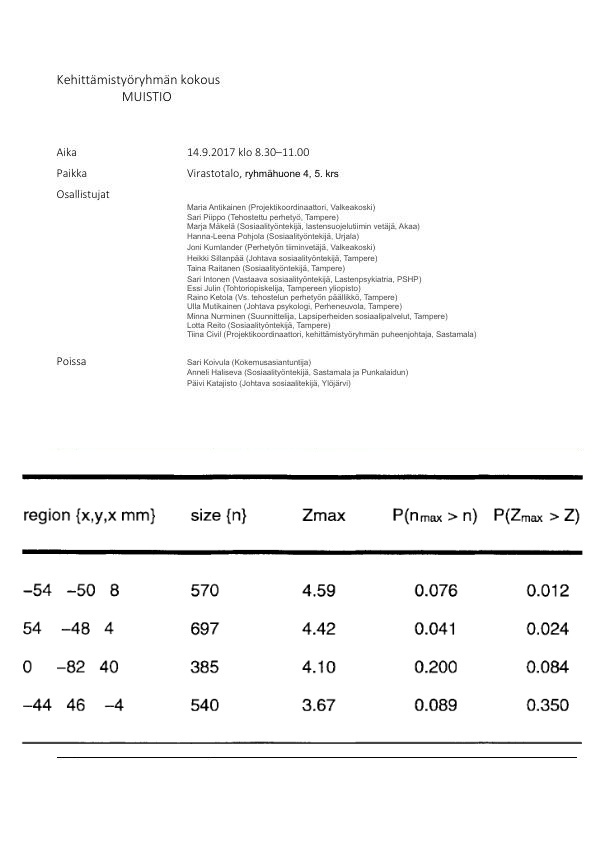 Kehittämistyöryhmän kokous
MUISTIO
Aika 14.9.2017 klo 8.30–11.00
Paikka Virastotalo, ryhmähuone 4, 5. krs
Osallistujat
Maria Antikainen (Projektikoordinaattori, Valkeakoski)
Sari Piippo (Tehostettu perhetyö, Tampere)
Marja Mäkelä (Sosiaalityöntekijä, lastensuojelutiimin vetäjä, Akaa)
Hanna-Leena Pohjola (Sosiaalityöntekijä, Urjala)
Joni Kumlander (Perhetyön tiiminvetäjä, Valkeakoski)
Heikki Sillanpää (Johtava sosiaalityöntekijä, Tampere)
Taina Raitanen (Sosiaalityöntekijä, Tampere)
Sari Intonen (Vastaava sosiaalityöntekijä, Lastenpsykiatria, PSHP)
Essi Julin (Tohtoriopiskelija, Tampereen yliopisto)
Raino Ketola (Vs. tehostelun perhetyön päällikkö, Tampere)
Ulla Mutikainen (Johtava psykologi, Perheneuvola, Tampere)
Minna Nurminen (Suunnittelija, Lapsiperheiden sosiaalipalvelut, Tampere)
Lotta Reito (Sosiaalityöntekijä, Tampere)
Tiina Civil (Projektikoordinaattori, kehittämistyöryhmän puheenjohtaja, Sastamala)
Poissa Sari Koivula (Kokemusasiantuntija)
Anneli Haliseva (Sosiaalityöntekijä, Sastamala ja Punkalaidun)
Päivi Katajisto (Johtava sosiaalitekijä, Ylöjärvi)
region {x,y,x mm} size {n} Zmax P(nmax > n) P(Zmax > Z)
−54 −50 8 570 4.59 0.076 0.012
54 −48 4 697 4.42 0.041 0.024
0 −82 40 385 4.10 0.200 0.084
−44 46 −4 540 3.67 0.089 0.350